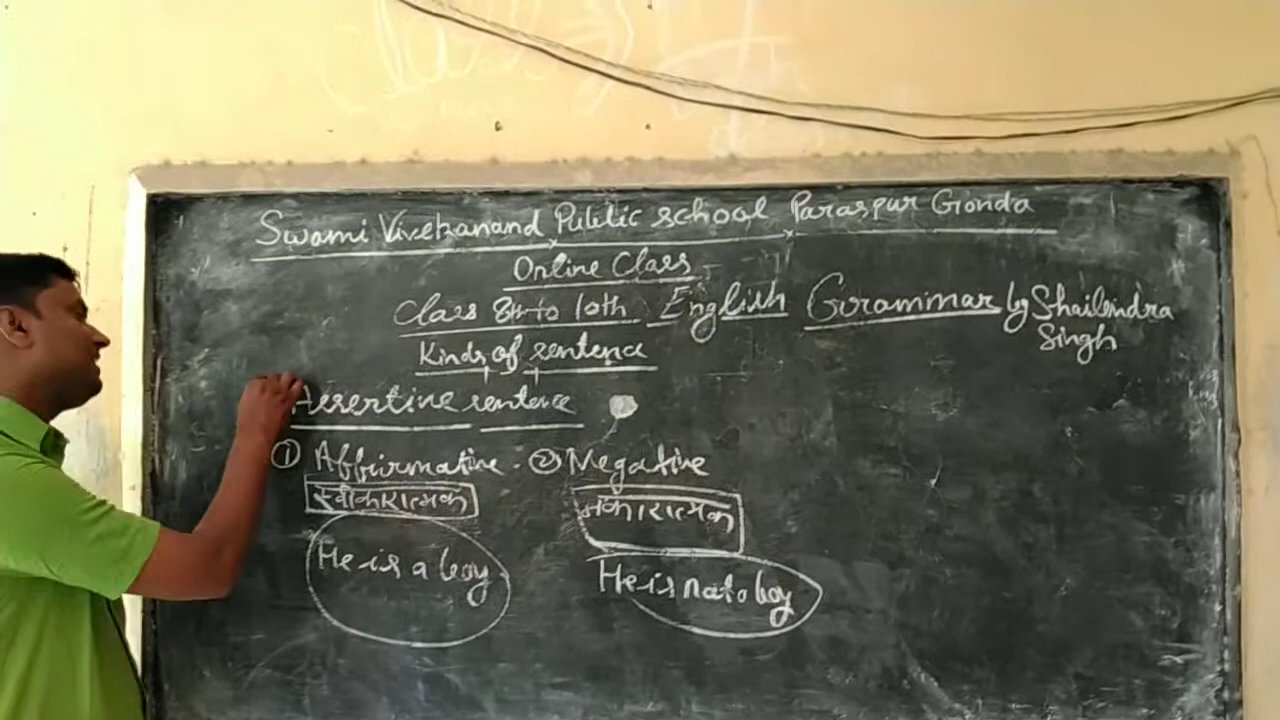 Swami Vivekanand Public school Paraspur Gonda
Online Class
Class 8th to 10th English Grammar by Shailendra Singh
Kinds of sentence
Assertive sentence
① Affirmative. ② Negative
स्वीकारात्मक नकारात्मक
He is a boy He is not a boy